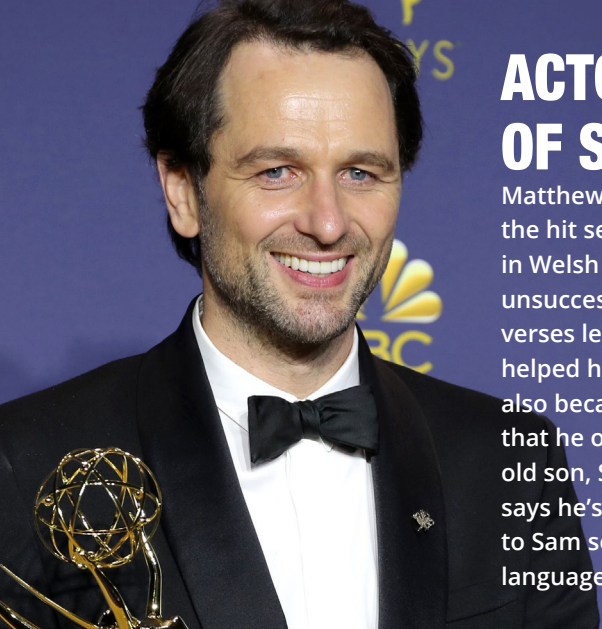 YS
BC
ACTO
OF S
Matthew
the hit se
in Welsh
unsucces
verses le
helped h
also beca
that he o
old son, S
says he's
to Sam so
language